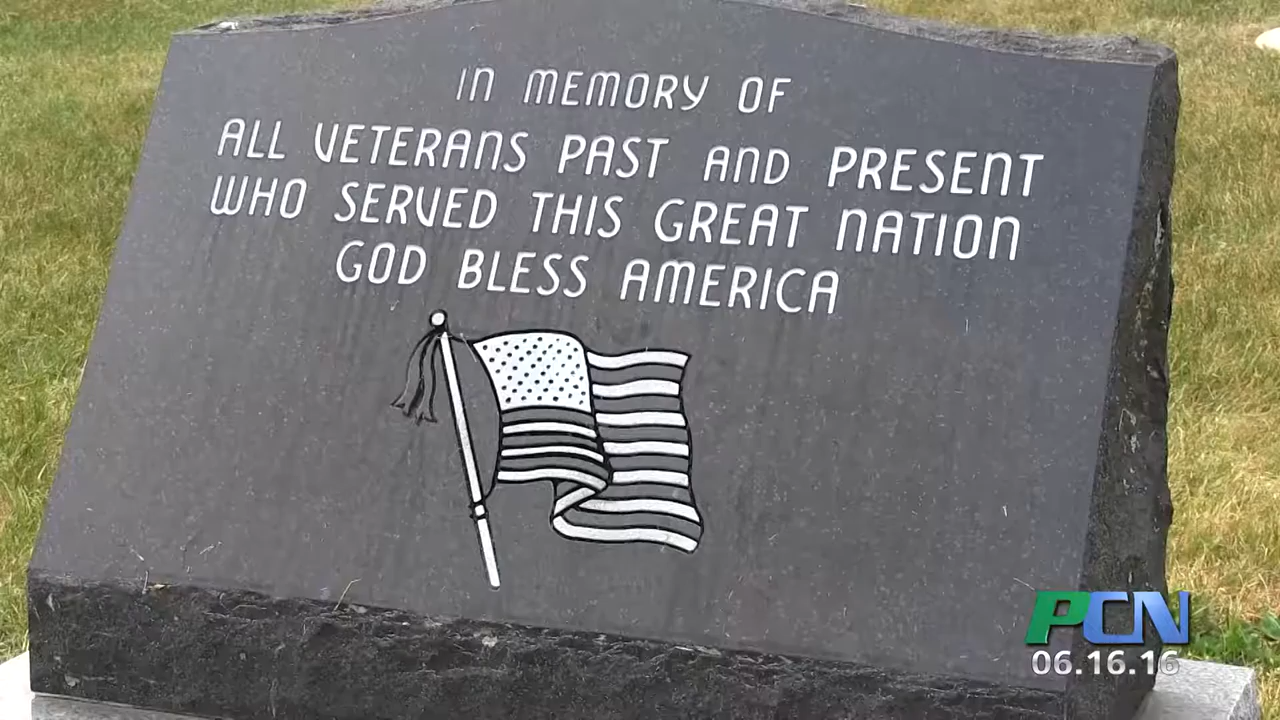 IN MEMORY OF
ALL VETERANS PAST AND PRESENT
WHO SERVED THIS GREAT NATION
GOD BLESS AMERICA
PCN
06.16.16